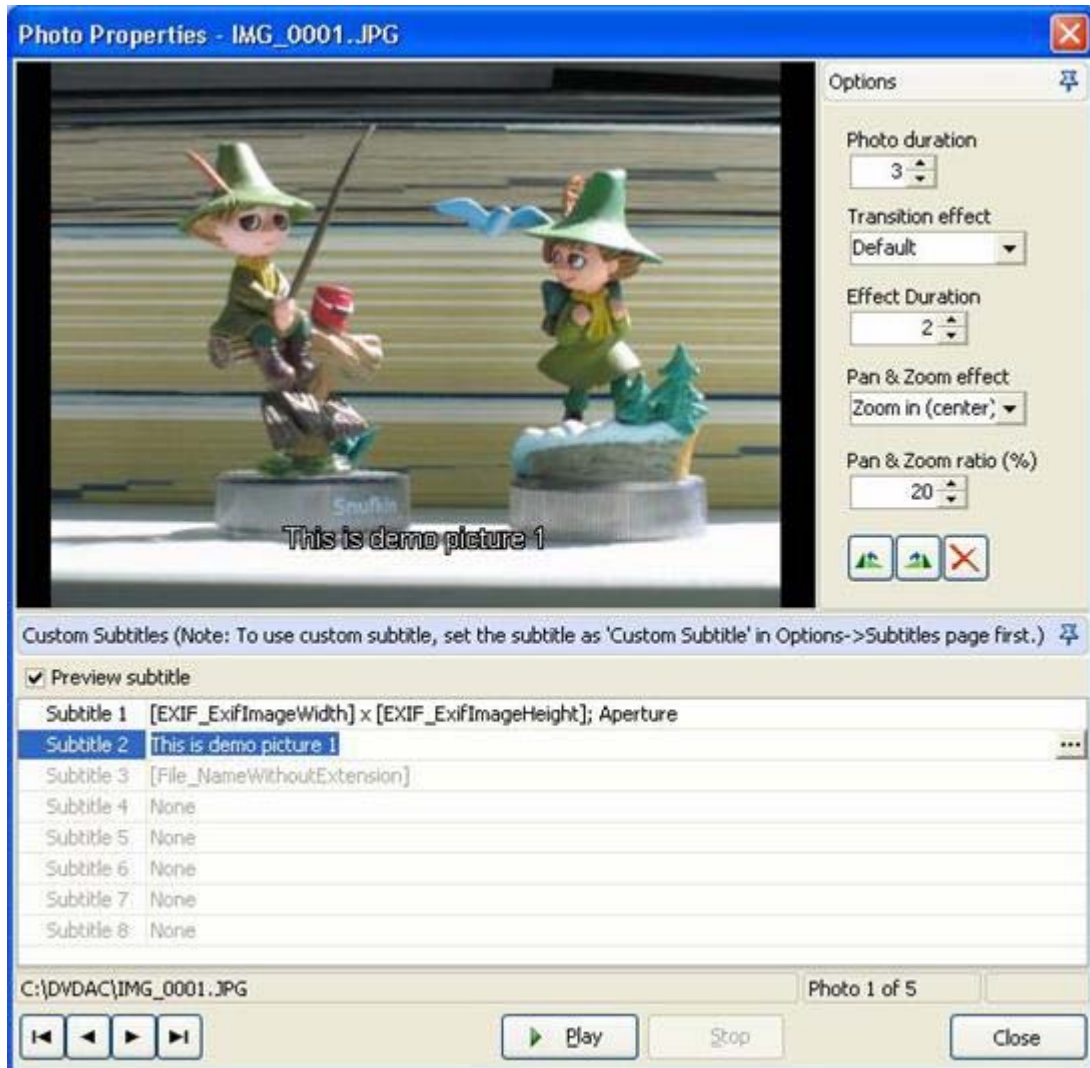 Photo Properties - IMG_0001.JPG
Options
Photo duration
3
Transition effect
Default
Effect Duration
2
Pan & Zoom effect
Zoom in (center)
Pan & Zoom ratio (%)
20
Snufkin
This is demo picture 1
Custom Subtitles (Note: To use custom subtitle, set the subtitle as 'Custom Subtitle' in Options->Subtitles page first.)
Preview subtitle
Subtitle 1 [EXIF_ExifImageWidth] x [EXIF_ExifImageHeight]; Aperture
Subtitle 2 This is demo picture 1 ...
Subtitle 3 [File_NameWithoutExtension]
Subtitle 4 None
Subtitle 5 None
Subtitle 6 None
Subtitle 7 None
Subtitle 8 None
C:\DVDAC\IMG_0001.JPG Photo 1 of 5
Play Stop Close